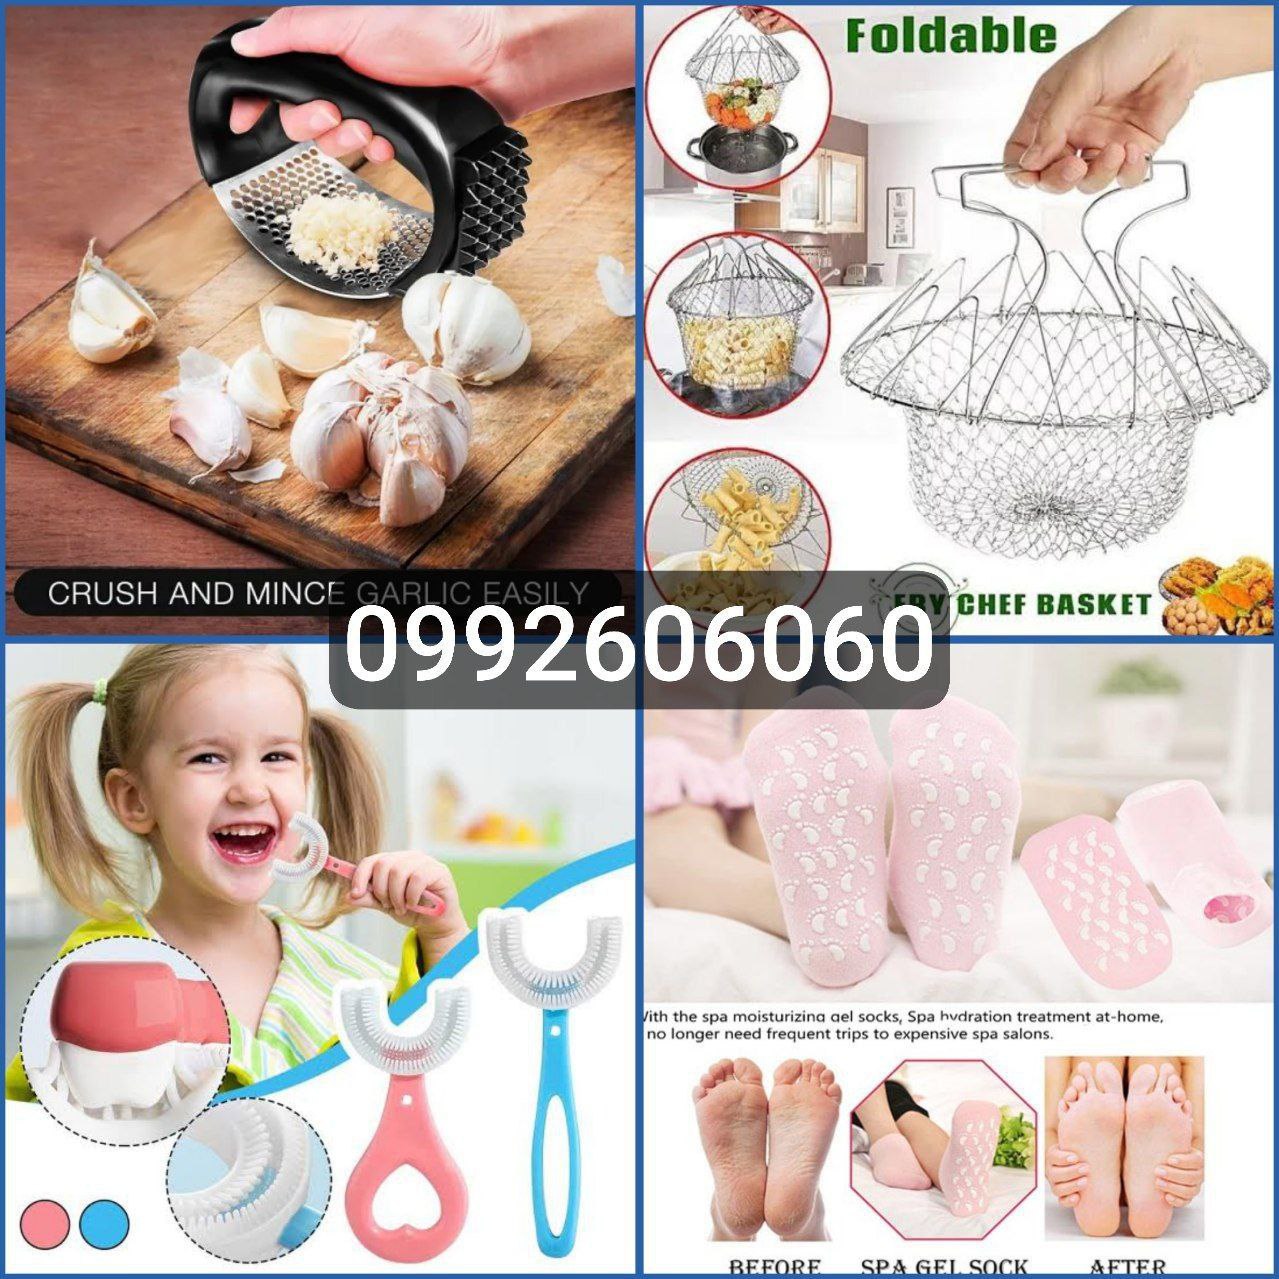 Foldable
CRUSH AND MINCE GARLIC EASILY
FRY CHEF BASKET
0992606060
With the spa moisturizing gel socks, Spa hydration treatment at-home,
no longer need frequent trips to expensive spa salons.
BEFORE SPA GEL SOCK AFTER